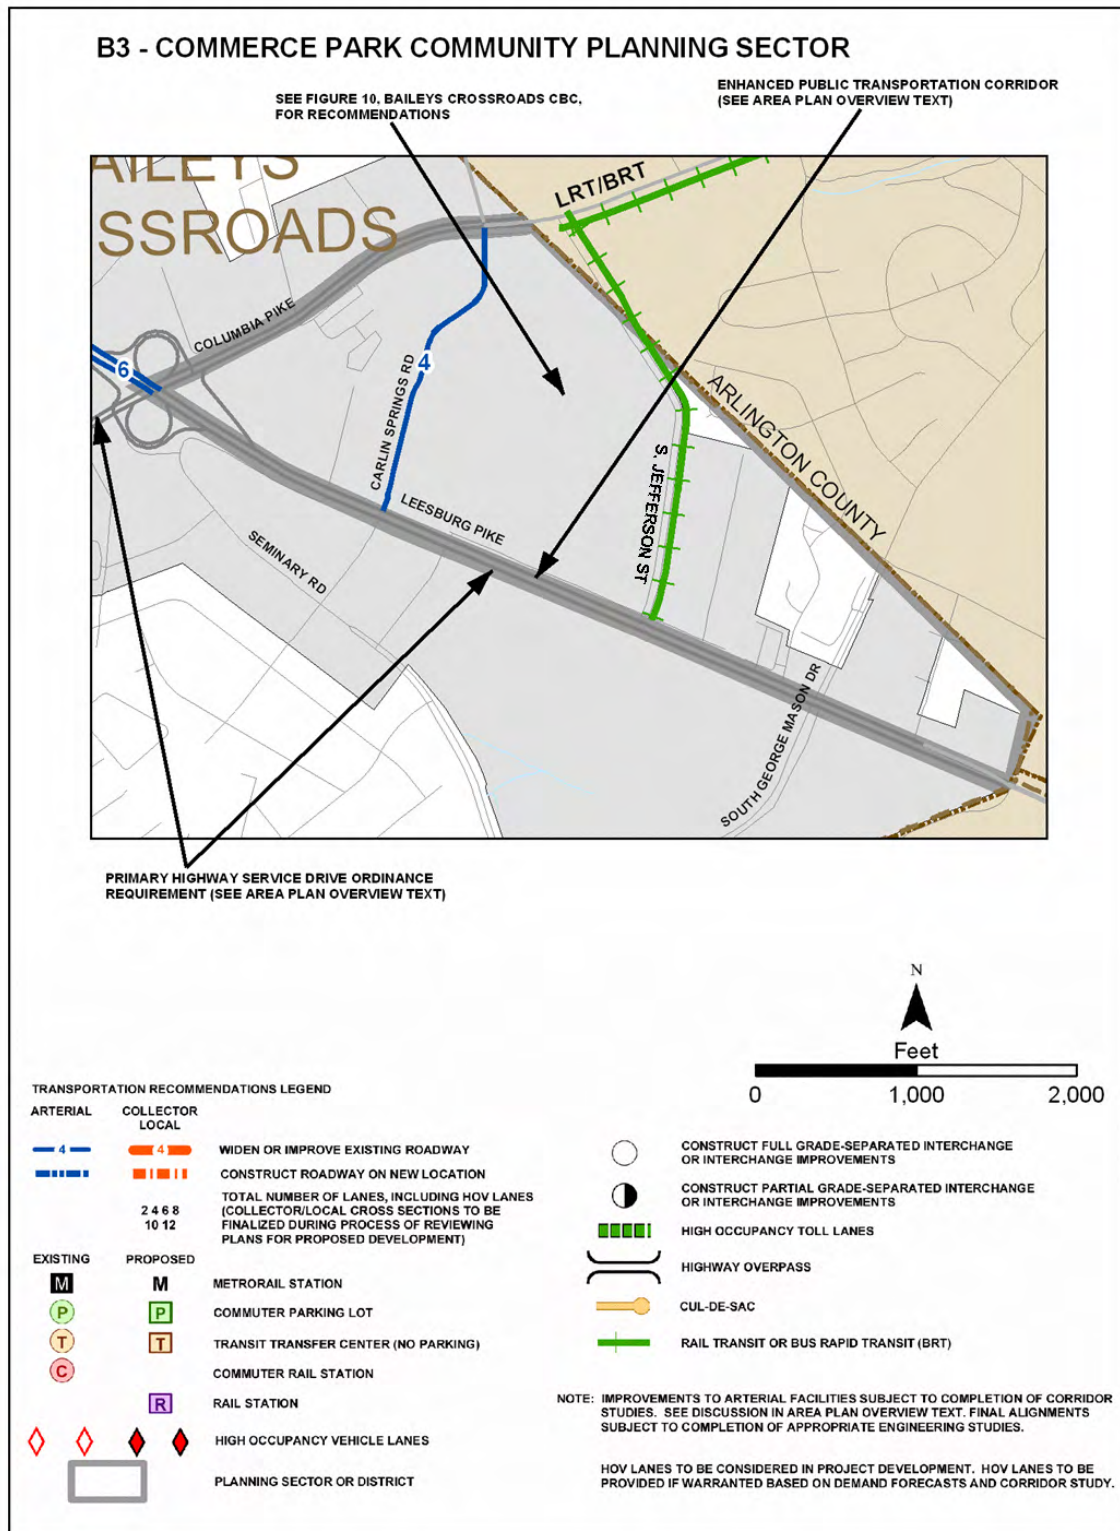 B3 - COMMERCE PARK COMMUNITY PLANNING SECTOR
SEE FIGURE 10, BAILEYS CROSSROADS CBC,
FOR RECOMMENDATIONS
ENHANCED PUBLIC TRANSPORTATION CORRIDOR
(SEE AREA PLAN OVERVIEW TEXT)
AILEYS
SSROADS
LRT/BRT
COLUMBIA PIKE
6
4
CARLIN SPRINGS RD
ARLINGTON COUNTY
S. JEFFERSON ST
LEESBURG PIKE
SEMINARY RD
SOUTH GEORGE MASON DR
PRIMARY HIGHWAY SERVICE DRIVE ORDINANCE
REQUIREMENT (SEE AREA PLAN OVERVIEW TEXT)
N
Feet
0 1,000 2,000
TRANSPORTATION RECOMMENDATIONS LEGEND
ARTERIAL COLLECTOR
LOCAL
4 4 WIDEN OR IMPROVE EXISTING ROADWAY
CONSTRUCT ROADWAY ON NEW LOCATION
TOTAL NUMBER OF LANES, INCLUDING HOV LANES
2 4 6 8 (COLLECTOR/LOCAL CROSS SECTIONS TO BE
10 12 FINALIZED DURING PROCESS OF REVIEWING
PLANS FOR PROPOSED DEVELOPMENT)
EXISTING PROPOSED
M M METRORAIL STATION
P P COMMUTER PARKING LOT
T T TRANSIT TRANSFER CENTER (NO PARKING)
C COMMUTER RAIL STATION
R RAIL STATION
HIGH OCCUPANCY VEHICLE LANES
PLANNING SECTOR OR DISTRICT
CONSTRUCT FULL GRADE-SEPARATED INTERCHANGE
OR INTERCHANGE IMPROVEMENTS
CONSTRUCT PARTIAL GRADE-SEPARATED INTERCHANGE
OR INTERCHANGE IMPROVEMENTS
HIGH OCCUPANCY TOLL LANES
HIGHWAY OVERPASS
CUL-DE-SAC
RAIL TRANSIT OR BUS RAPID TRANSIT (BRT)
NOTE: IMPROVEMENTS TO ARTERIAL FACILITIES SUBJECT TO COMPLETION OF CORRIDOR
STUDIES. SEE DISCUSSION IN AREA PLAN OVERVIEW TEXT. FINAL ALIGNMENTS
SUBJECT TO COMPLETION OF APPROPRIATE ENGINEERING STUDIES.
HOV LANES TO BE CONSIDERED IN PROJECT DEVELOPMENT. HOV LANES TO BE
PROVIDED IF WARRANTED BASED ON DEMAND FORECASTS AND CORRIDOR STUDY.